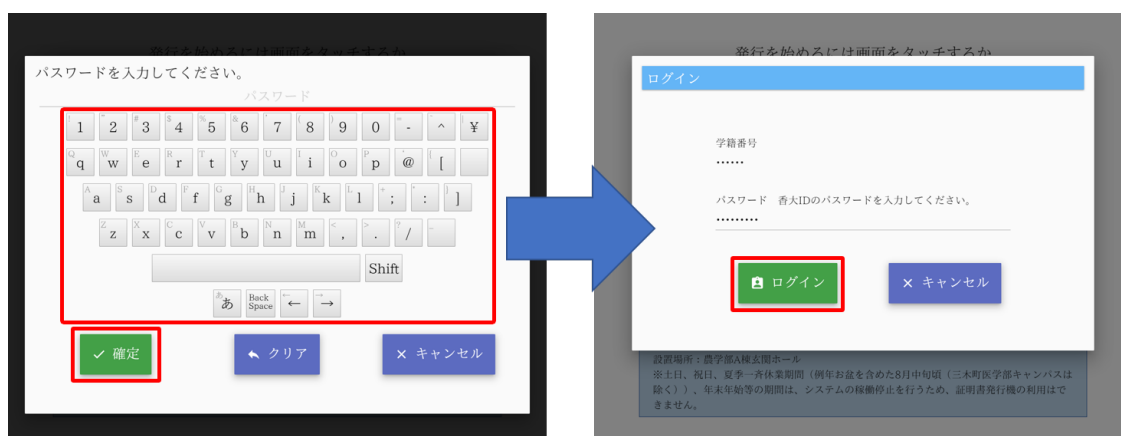 発行を始めるには画面をタッチするか
パスワードを入力してください。
パスワード
! 1 " 2 # 3 $ 4 % 5 & 6 ' 7 ( 8 ) 9 0 = - ~ ^ | ¥
Q q W w E e R r T t Y y U u I i O o P p ` @ { [
A a S s D d F f G g H h J j K k L l + ; * : } ]
Z z X x C c V v B b N n M m < , > . ? / _
Shift
あ あ Back Space ← ← → →
確定 クリア × キャンセル
発行を始めるには画面をタッチするか
ログイン
学籍番号
••••••
パスワード 香大IDのパスワードを入力してください。
•••••••••
ログイン × キャンセル
設置場所：農学部A棟玄関ホール
※土日、祝日、夏季一斉休業期間（例年お盆を含めた8月中旬頃（三木町医学部キャンパスは
除く））、年末年始等の期間は、システムの稼働停止を行うため、証明書発行機の利用はで
きません。